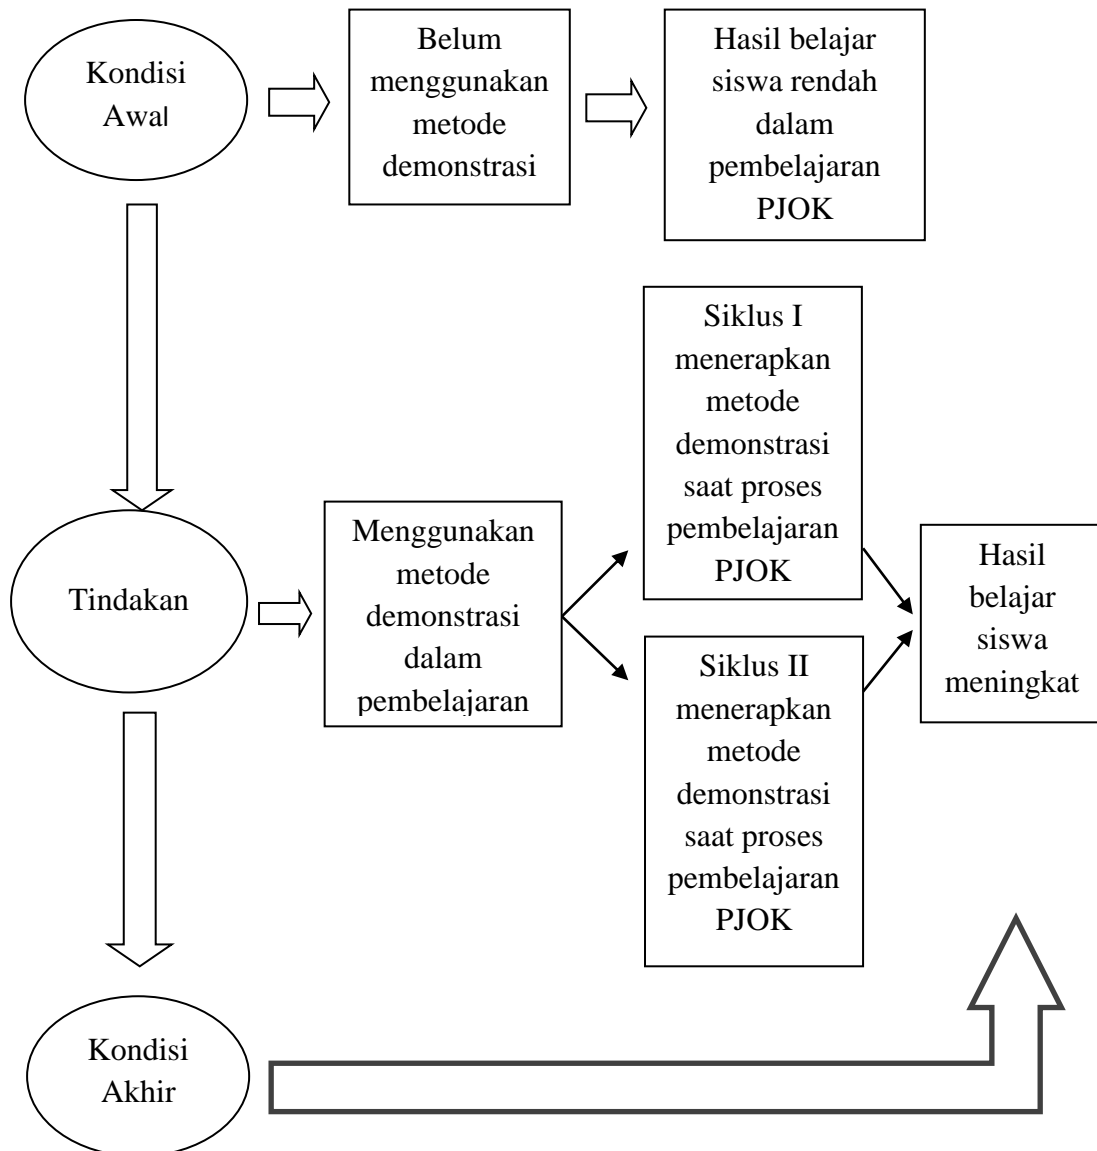 Kondisi
Awal
Belum
menggunakan
metode
demonstrasi
Hasil belajar
siswa rendah
dalam
pembelajaran
PJOK
Tindakan
Menggunakan
metode
demonstrasi
dalam
pembelajaran
Siklus I
menerapkan
metode
demonstrasi
saat proses
pembelajaran
PJOK
Siklus II
menerapkan
metode
demonstrasi
saat proses
pembelajaran
PJOK
Hasil
belajar
siswa
meningkat
Kondisi
Akhir